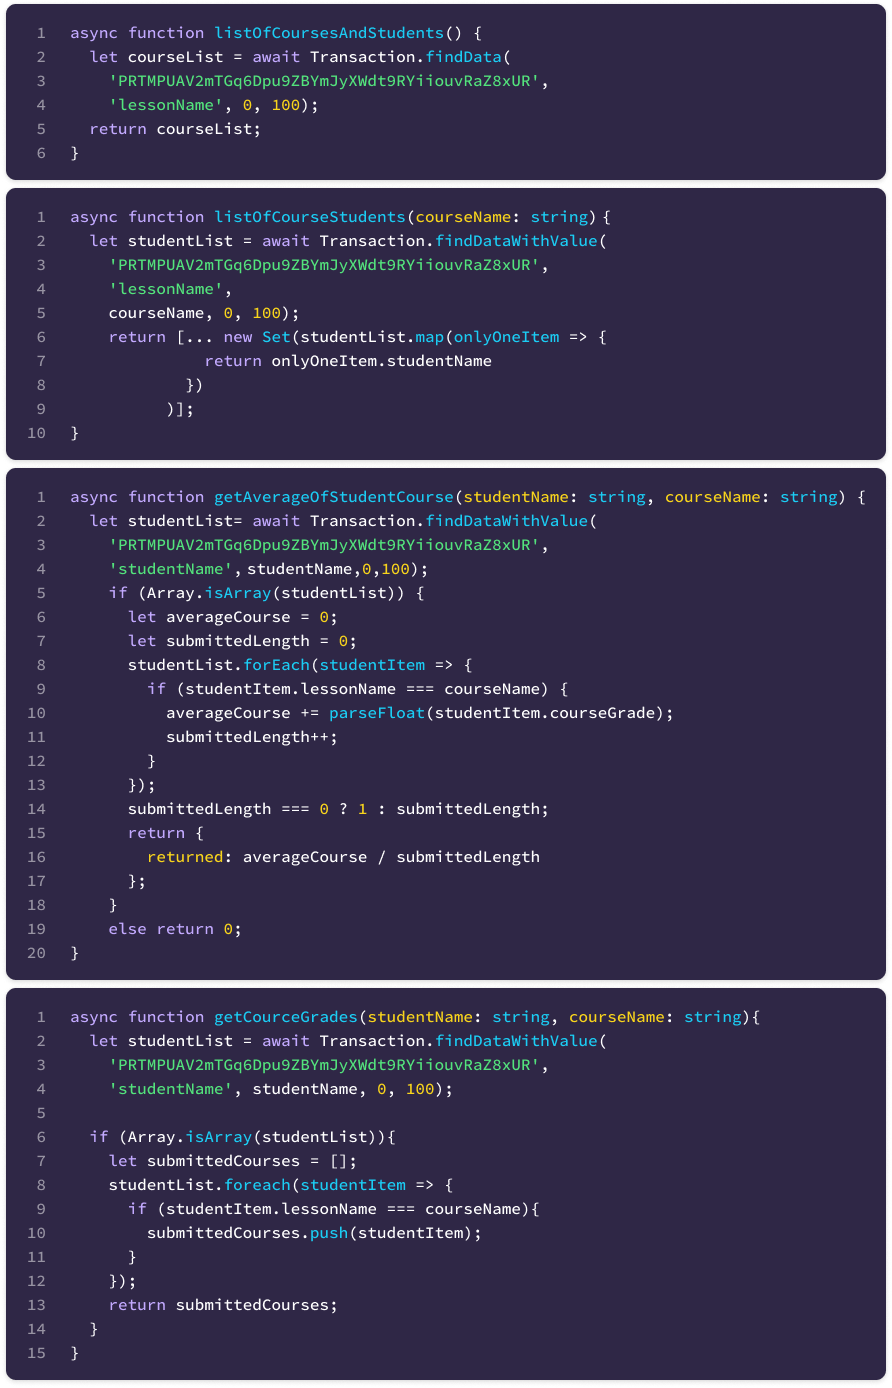 1 async function listOfCoursesAndStudents() {
2 let courseList = await Transaction.findData(
3 'PRTMPUAV2mTGq6Dpu9ZBYmJyXWdt9RYiiouvRaZ8xUR',
4 'lessonName', 0, 100);
5 return courseList;
6 }
1 async function listOfCourseStudents(courseName: string) {
2 let studentList = await Transaction.findDataWithValue(
3 'PRTMPUAV2mTGq6Dpu9ZBYmJyXWdt9RYiiouvRaZ8xUR',
4 'lessonName',
5 courseName, 0, 100);
6 return [... new Set(studentList.map(onlyOneItem => {
7 return onlyOneItem.studentName
8 })
9 )];
10 }
1 async function getAverageOfStudentCourse(studentName: string, courseName: string) {
2 let studentList= await Transaction.findDataWithValue(
3 'PRTMPUAV2mTGq6Dpu9ZBYmJyXWdt9RYiiouvRaZ8xUR',
4 'studentName', studentName,0,100);
5 if (Array.isArray(studentList)) {
6 let averageCourse = 0;
7 let submittedLength = 0;
8 studentList.forEach(studentItem => {
9 if (studentItem.lessonName === courseName) {
10 averageCourse += parseFloat(studentItem.courseGrade);
11 submittedLength++;
12 }
13 });
14 submittedLength === 0 ? 1 : submittedLength;
15 return {
16 returned: averageCourse / submittedLength
17 };
18 }
19 else return 0;
20 }
1 async function getCourceGrades(studentName: string, courseName: string){
2 let studentList = await Transaction.findDataWithValue(
3 'PRTMPUAV2mTGq6Dpu9ZBYmJyXWdt9RYiiouvRaZ8xUR',
4 'studentName', studentName, 0, 100);
5
6 if (Array.isArray(studentList)){
7 let submittedCourses = [];
8 studentList.foreach(studentItem => {
9 if (studentItem.lessonName === courseName){
10 submittedCourses.push(studentItem);
11 }
12 });
13 return submittedCourses;
14 }
15 }